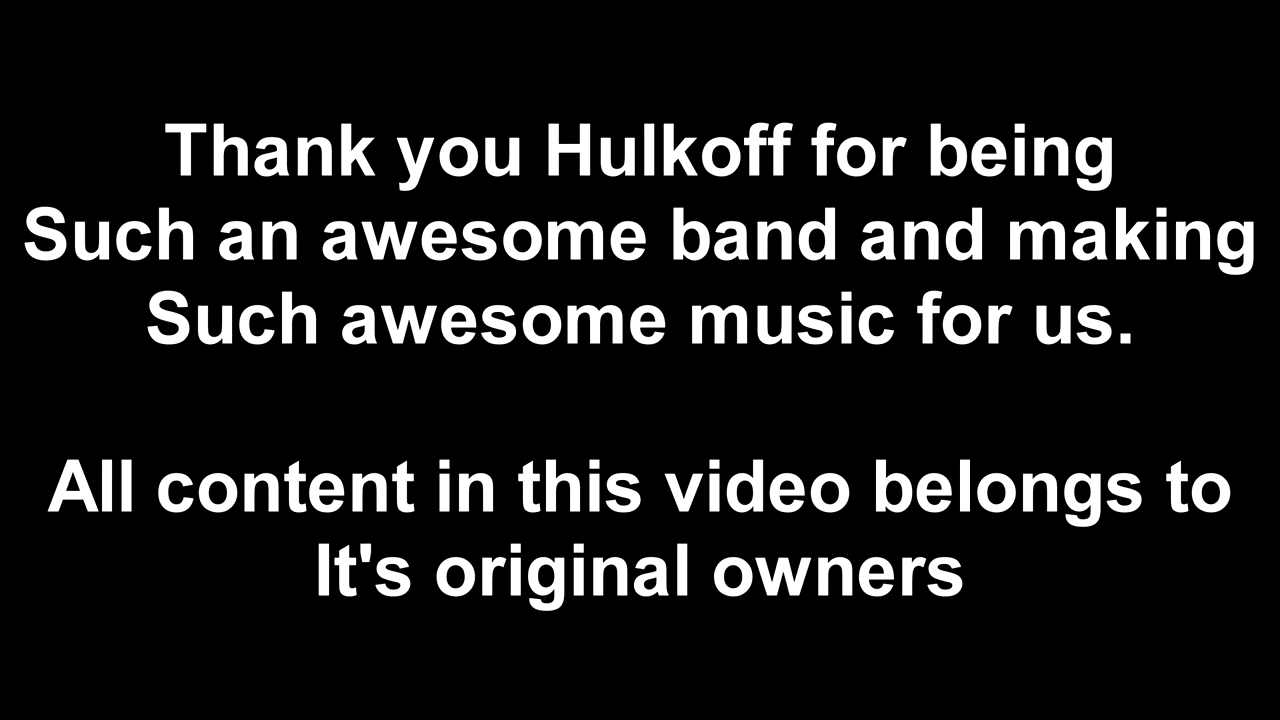 Thank you Hulkoff for being
Such an awesome band and making
Such awesome music for us.
All content in this video belongs to
It's original owners